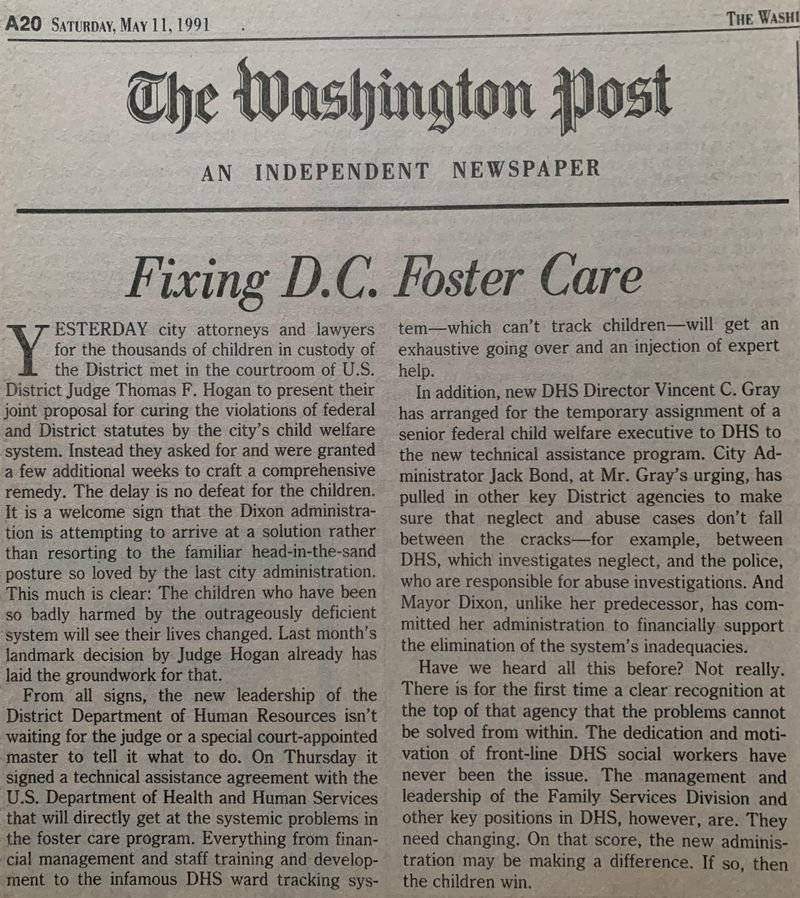 A20 SATURDAY, MAY 11, 1991
THE WASHI
The Washington Post
AN INDEPENDENT NEWSPAPER
Fixing D.C. Foster Care
YESTERDAY city attorneys and lawyers
for the thousands of children in custody of
the District met in the courtroom of U.S.
District Judge Thomas F. Hogan to present their
joint proposal for curing the violations of federal
and District statutes by the city's child welfare
system. Instead they asked for and were granted
a few additional weeks to craft a comprehensive
remedy. The delay is no defeat for the children.
It is a welcome sign that the Dixon administra-
tion is attempting to arrive at a solution rather
than resorting to the familiar head-in-the-sand
posture so loved by the last city administration.
This much is clear: The children who have been
so badly harmed by the outrageously deficient
system will see their lives changed. Last month's
landmark decision by Judge Hogan already has
laid the groundwork for that.
From all signs, the new leadership of the
District Department of Human Resources isn't
waiting for the judge or a special court-appointed
master to tell it what to do. On Thursday it
signed a technical assistance agreement with the
U.S. Department of Health and Human Services
that will directly get at the systemic problems in
the foster care program. Everything from finan-
cial management and staff training and develop-
ment to the infamous DHS ward tracking sys-
tem—which can't track children—will get an
exhaustive going over and an injection of expert
help.
In addition, new DHS Director Vincent C. Gray
has arranged for the temporary assignment of a
senior federal child welfare executive to DHS to
the new technical assistance program. City Ad-
ministrator Jack Bond, at Mr. Gray's urging, has
pulled in other key District agencies to make
sure that neglect and abuse cases don't fall
between the cracks—for example, between
DHS, which investigates neglect, and the police,
who are responsible for abuse investigations. And
Mayor Dixon, unlike her predecessor, has com-
mitted her administration to financially support
the elimination of the system's inadequacies.
Have we heard all this before? Not really.
There is for the first time a clear recognition at
the top of that agency that the problems cannot
be solved from within. The dedication and moti-
vation of front-line DHS social workers have
never been the issue. The management and
leadership of the Family Services Division and
other key positions in DHS, however, are. They
need changing. On that score, the new adminis-
tration may be making a difference. If so, then
the children win.